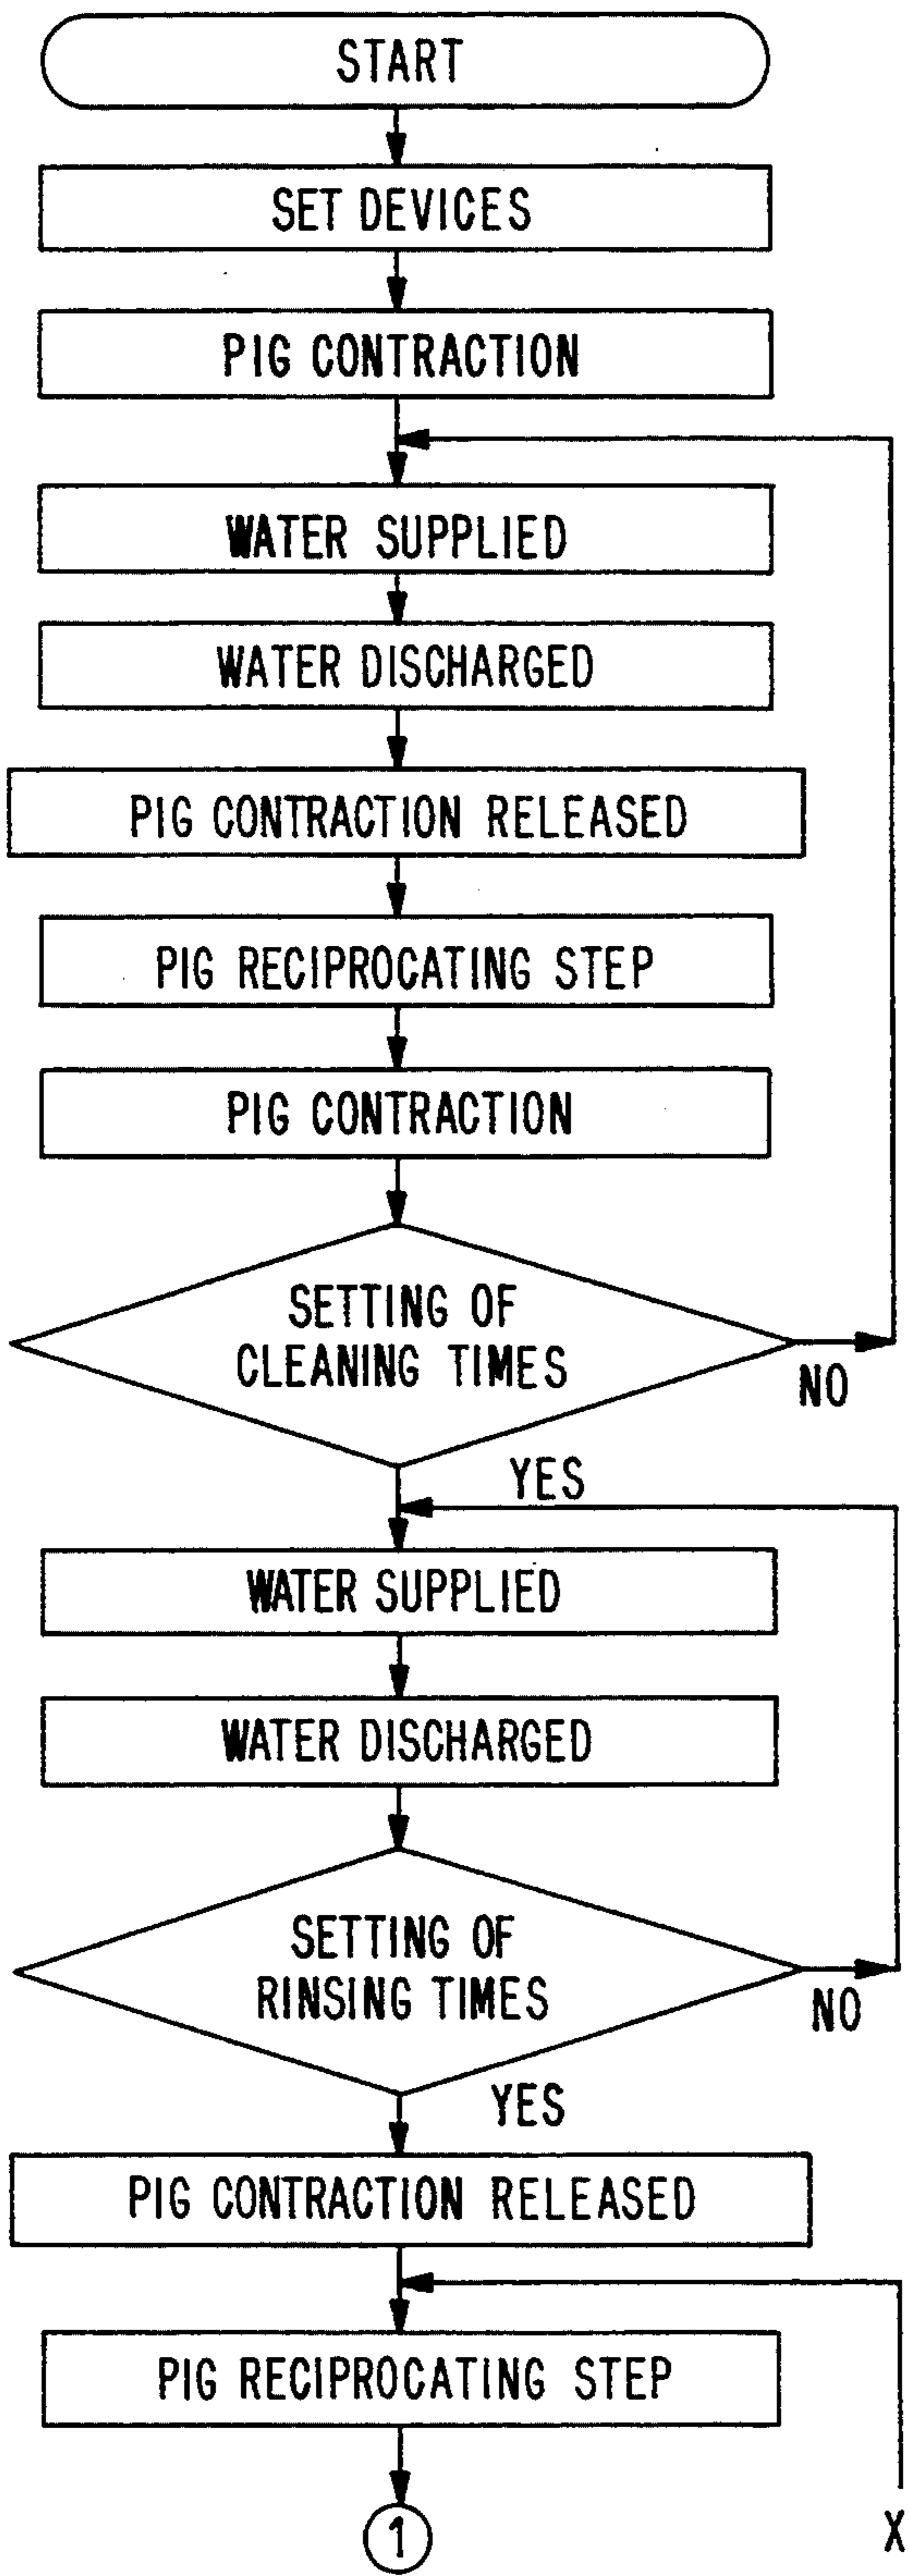 START
SET DEVICES
PIG CONTRACTION
WATER SUPPLIED
WATER DISCHARGED
PIG CONTRACTION RELEASED
PIG RECIPROCATING STEP
PIG CONTRACTION
SETTING OF
CLEANING TIMES
NO
YES
WATER SUPPLIED
WATER DISCHARGED
SETTING OF
RINSING TIMES
NO
YES
PIG CONTRACTION RELEASED
PIG RECIPROCATING STEP
1
X